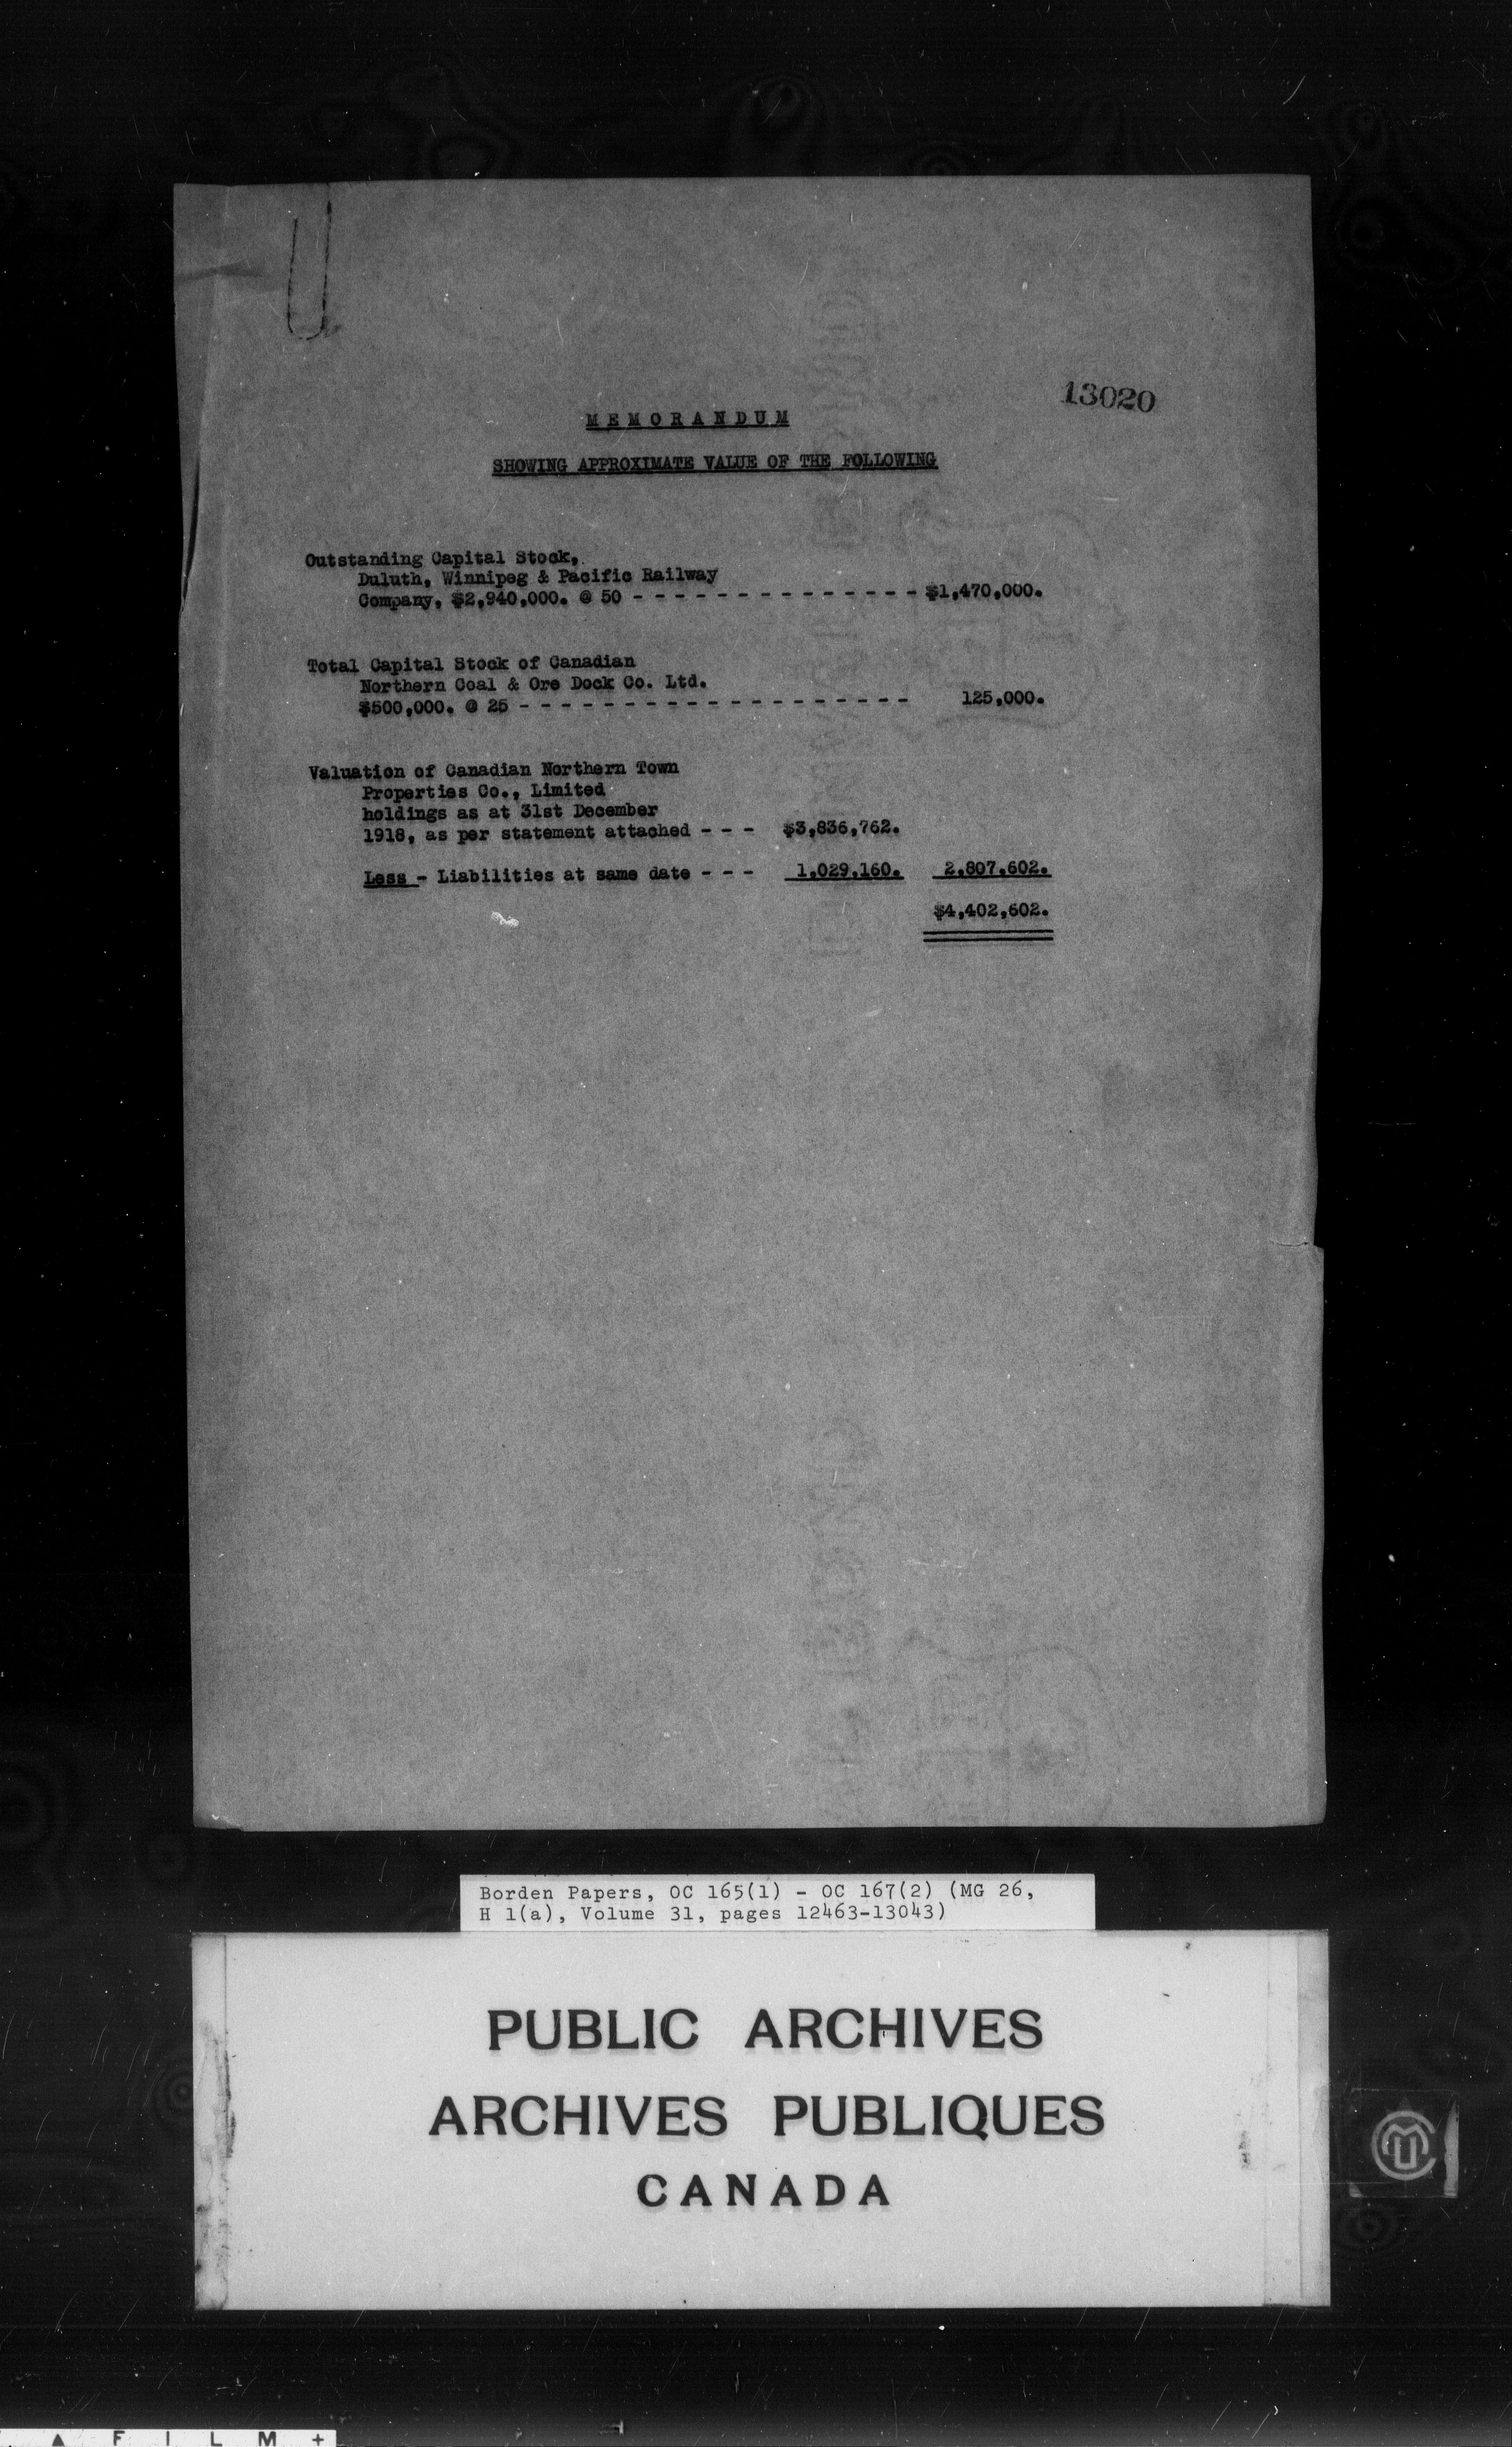 13020
MEMORANDUM
SHOWING APPROXIMATE VALUE OF THE FOLLOWING
Outstanding Capital Stock,
Duluth, Winnipeg & Pacific Railway
Company, $2,940,000. @ 50 - - - - - - - - - - - - - - $1,470,000.
Total Capital Stock of Canadian
Northern Coal & Ore Dock Co. Ltd.
$500,000. @ 25 - - - - - - - - - - - - - - - - - - - 125,000.
Valuation of Canadian Northern Town
Properties Co., Limited
holdings as at 31st December
1918, as per statement attached - - - $3,836,762.
Less - Liabilities at same date - - - 1,029,160. 2,807,602.
$4,402,602.
Borden Papers, OC 165(1) - OC 167(2) (MG 26,
H 1(a), Volume 31, pages 12463-13043)
PUBLIC ARCHIVES
ARCHIVES PUBLIQUES
CANADA
FILM +